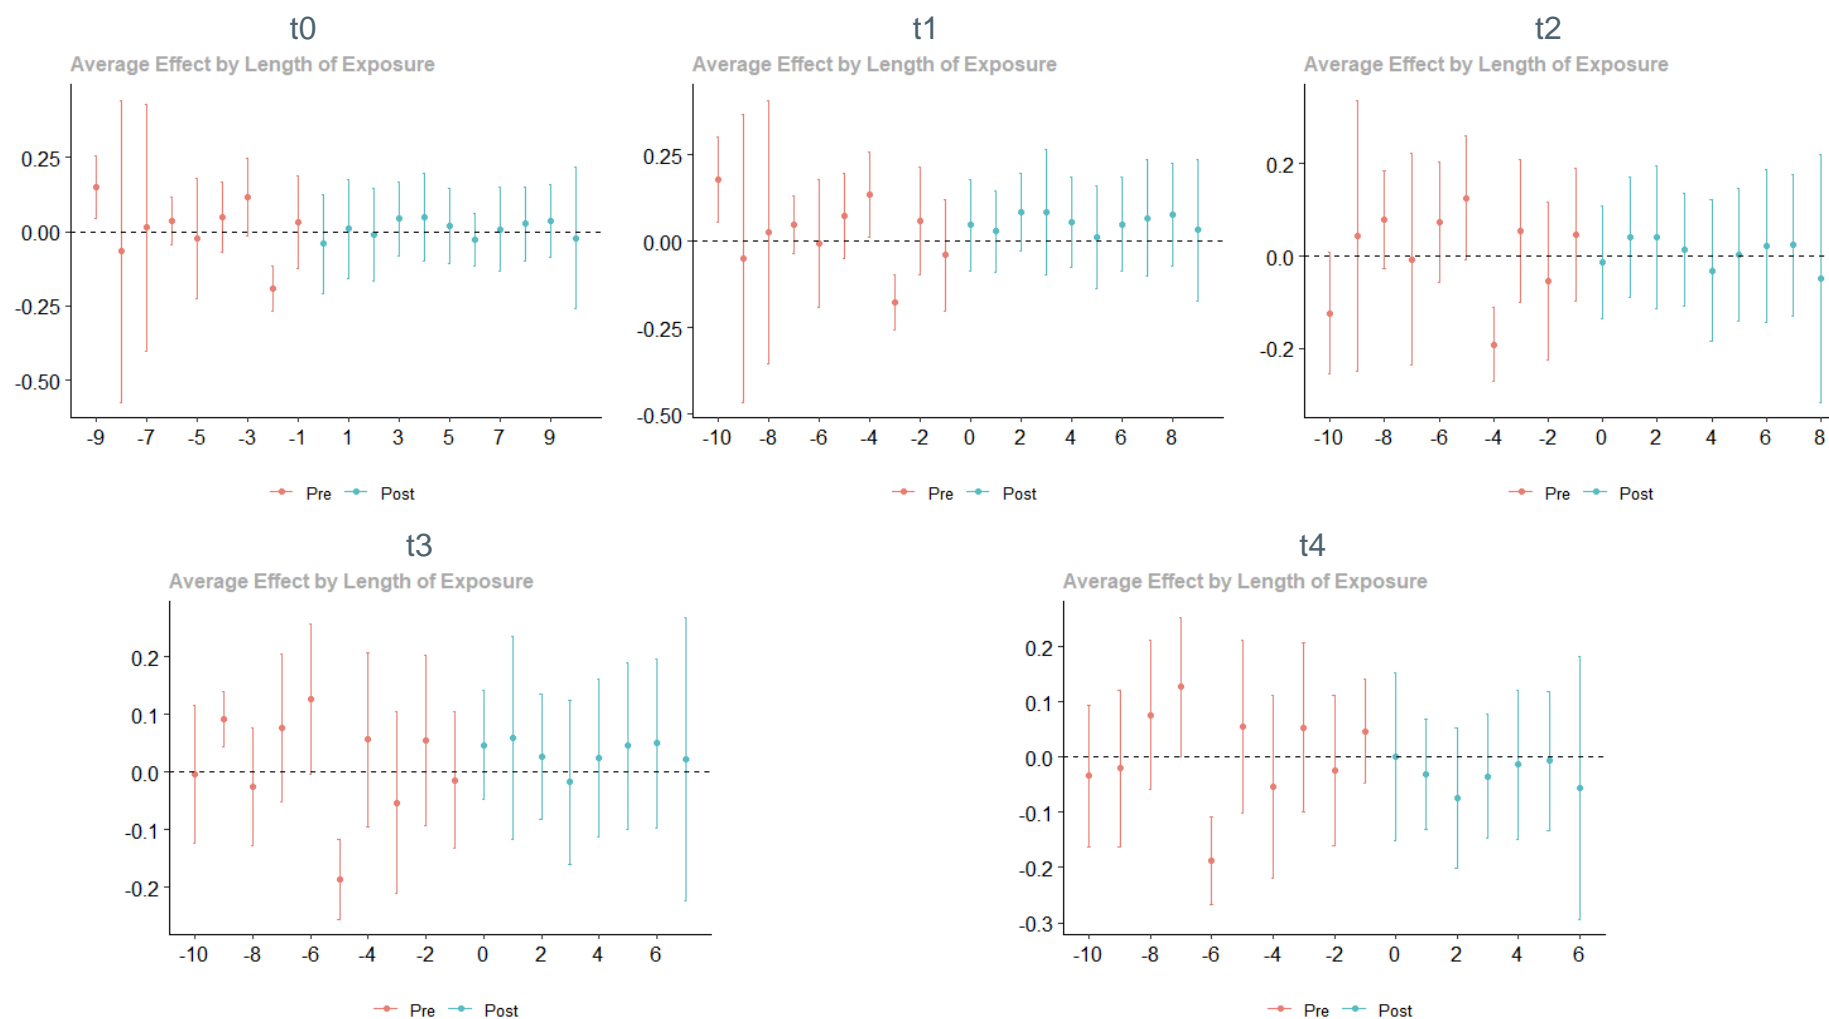 t0
Average Effect by Length of Exposure
0.25
0.00
-0.25
-0.50
-9 -7 -5 -3 -1 1 3 5 7 9
Pre Post
t1
Average Effect by Length of Exposure
0.25
0.00
-0.25
-0.50
-10 -8 -6 -4 -2 0 2 4 6 8
Pre Post
t2
Average Effect by Length of Exposure
0.2
0.0
-0.2
-10 -8 -6 -4 -2 0 2 4 6 8
Pre Post
t3
Average Effect by Length of Exposure
0.2
0.1
0.0
-0.1
-0.2
-10 -8 -6 -4 -2 0 2 4 6
Pre Post
t4
Average Effect by Length of Exposure
0.2
0.1
0.0
-0.1
-0.2
-0.3
-10 -8 -6 -4 -2 0 2 4 6
Pre Post